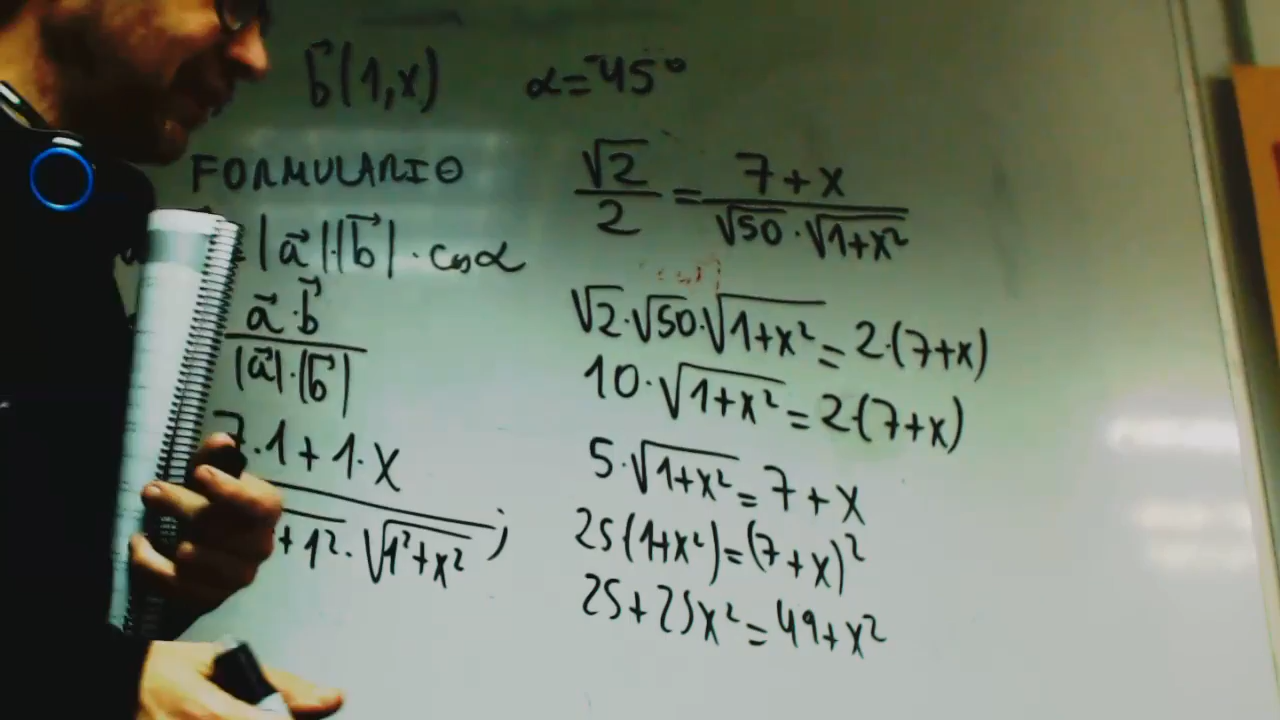 b⃗(1,x) α=45°
FORMULARIO
|a⃗|·|b⃗|·cosα
a⃗·b⃗
|a⃗|·|b⃗|
7·1+1·x
+1²·√1²+x² ;
√2/2 = 7+x/√50·√1+x²
√2·√50·√1+x² = 2·(7+x)
10·√1+x² = 2·(7+x)
5·√1+x² = 7+x
25(1+x²)=(7+x)²
25+25x²=49+x²